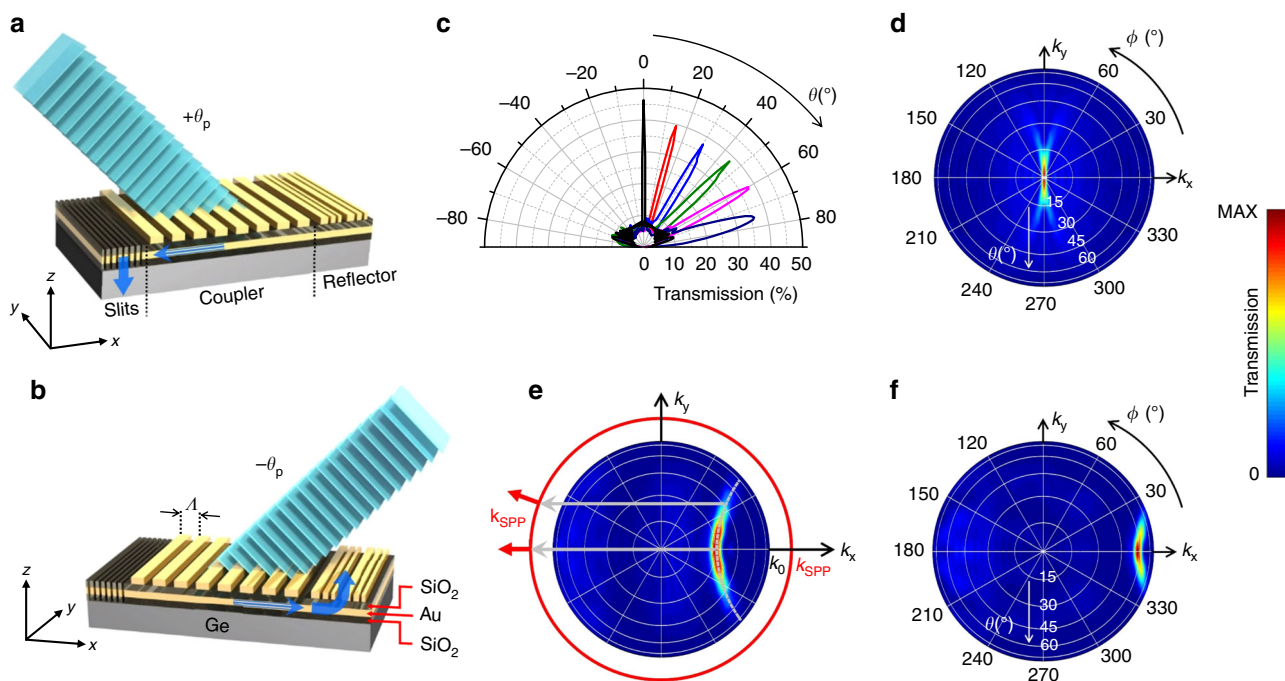 a
+θp
Slits
Coupler
Reflector
z
y
x
b
−θp
Λ
z
y
x
Ge
SiO2
Au
SiO2
c
0
−20
20
−40
40
−60
60
−80
80
θ(°)
0 10 20 30 40 50
Transmission (%)
d
ky
ϕ (°)
120
60
150
30
180
kx
15
30
45
60
210
330
θ(°)
240
300
270
MAX
Transmission
0
e
ky
kSPP
kx
k0
kSPP
f
ky
ϕ (°)
120
60
150
30
180
kx
15
30
45
60
210
330
θ(°)
240
300
270